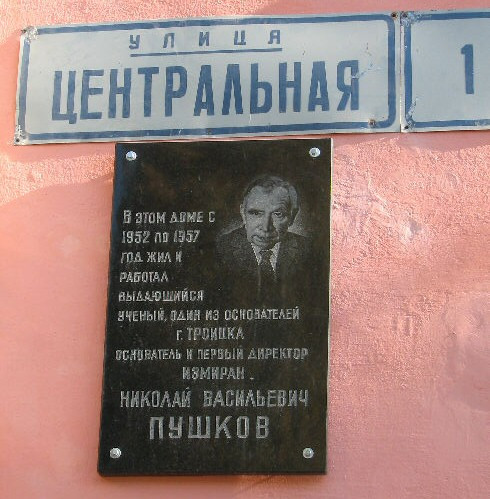 УЛИЦА
ЦЕНТРАЛЬНАЯ
1
В ЭТОМ ДОМЕ С
1952 ПО 1957
ГОД ЖИЛ И
РАБОТАЛ
ВЫДАЮЩИЙСЯ
УЧЕНЫЙ, ОДИН ИЗ ОСНОВАТЕЛЕЙ
Г. ТРОИЦКА
ОСНОВАТЕЛЬ И ПЕРВЫЙ ДИРЕКТОР
ИЗМИРАН
НИКОЛАЙ ВАСИЛЬЕВИЧ
ПУШКОВ